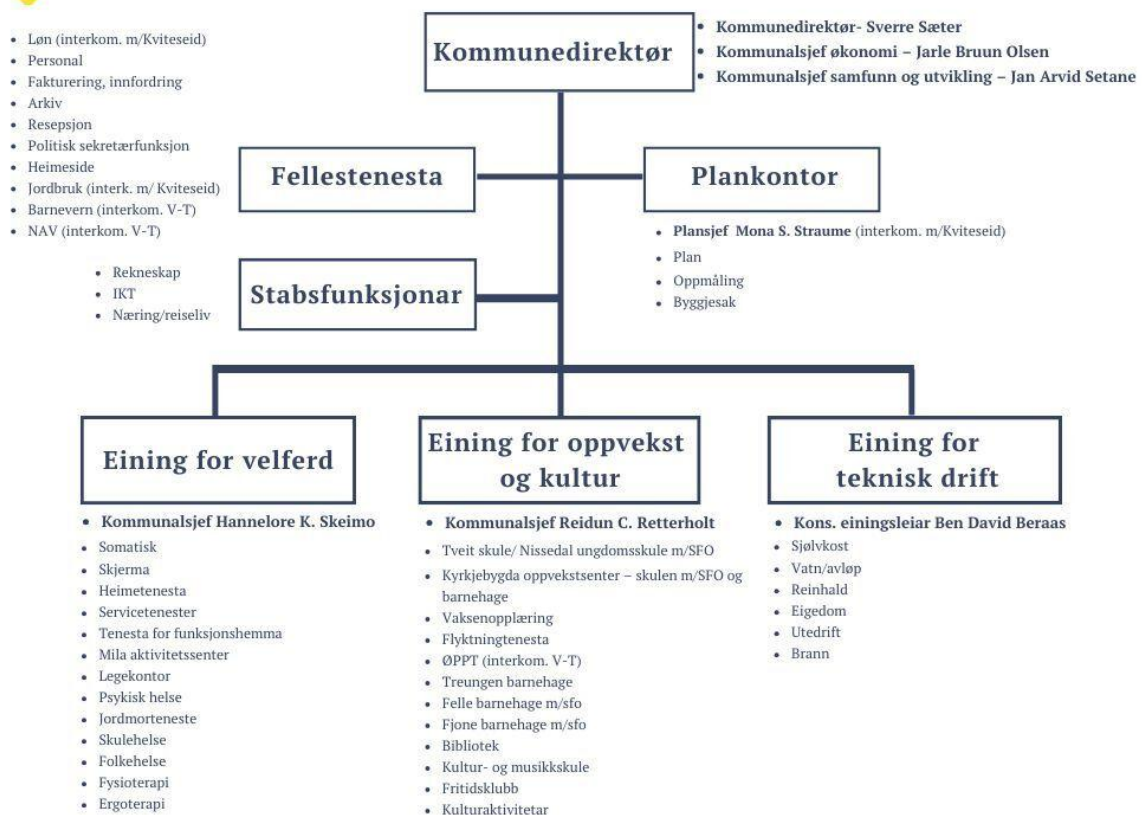 Kommunedirektør
Kommunedirektør- Sverre Sæter
Kommunalsjef økonomi – Jarle Bruun Olsen
Kommunalsjef samfunn og utvikling – Jan Arvid Setane
Løn (interkom. m/Kviteseid)
Personal
Fakturering, innfordring
Arkiv
Resepsjon
Politisk sekretærfunksjon
Heimeside
Jordbruk (interk. m/ Kviteseid)
Barnevern (interkom. V-T)
NAV (interkom. V-T)
Fellestenesta
Plankontor
Plansjef Mona S. Straume (interkom. m/Kviteseid)
Plan
Oppmåling
Byggjesak
Rekneskap
IKT
Næring/reiseliv
Stabsfunksjonar
Eining for velferd
Kommunalsjef Hannelore K. Skeimo
Somatisk
Skjerma
Heimetenesta
Servicetenester
Tenesta for funksjonshemma
Mila aktivitetssenter
Legekontor
Psykisk helse
Jordmorteneste
Skulehelse
Folkehelse
Fysioterapi
Ergoterapi
Eining for oppvekst
og kultur
Kommunalsjef Reidun C. Retterholt
Tveit skule/ Nissedal ungdomsskule m/SFO
Kyrkjebygda oppvekstsenter – skulen m/SFO og
barnehage
Vaksenopplæring
Flyktningtenesta
ØPPT (interkom. V-T)
Treungen barnehage
Felle barnehage m/sfo
Fjone barnehage m/sfo
Bibliotek
Kultur- og musikkskule
Fritidsklubb
Kulturaktivitetar
Eining for
teknisk drift
Kons. einingsleiar Ben David Beraas
Sjølvkost
Vatn/avløp
Reinhald
Eigedom
Utedrift
Brann